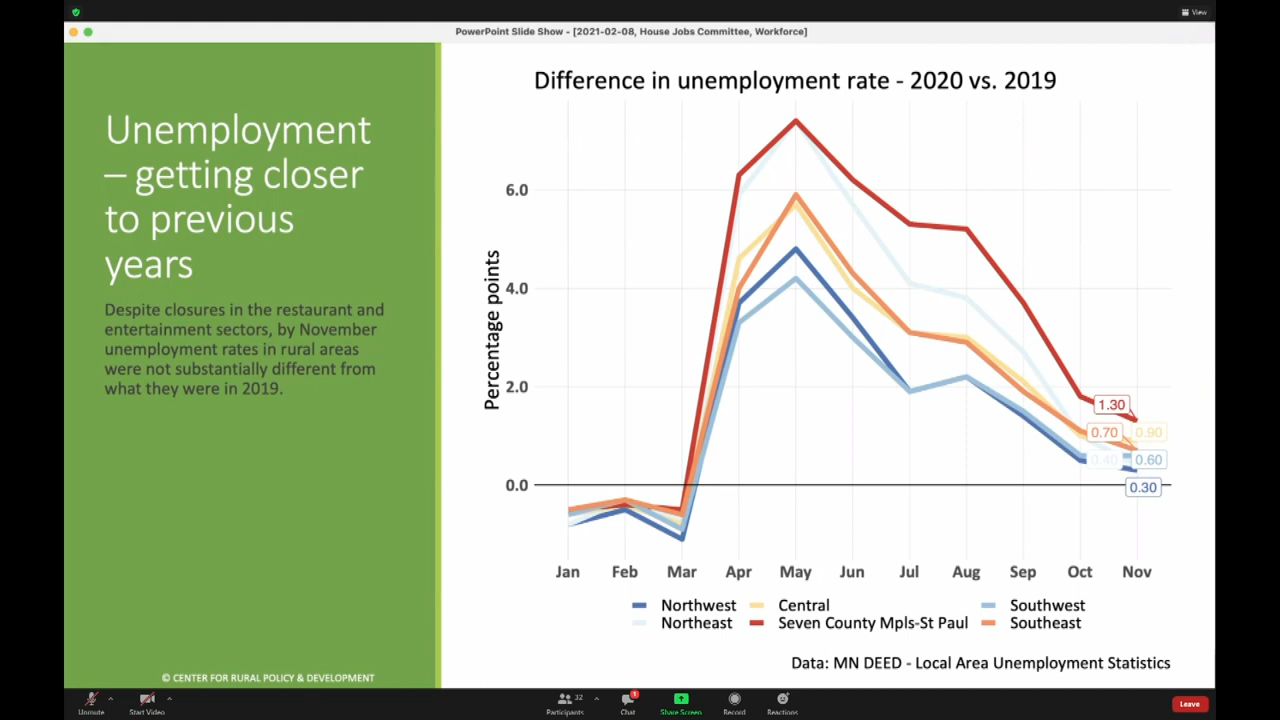 View
PowerPoint Slide Show - [2021-02-08, House Jobs Committee, Workforce]
Unemployment
– getting closer
to previous
years
Despite closures in the restaurant and
entertainment sectors, by November
unemployment rates in rural areas
were not substantially different from
what they were in 2019.
© CENTER FOR RURAL POLICY & DEVELOPMENT
Difference in unemployment rate - 2020 vs. 2019
Percentage points
6.0
4.0
2.0
0.0
1.30
0.70 0.90
0.40 0.60
0.30
Jan Feb Mar Apr May Jun Jul Aug Sep Oct Nov
Northwest Central Southwest
Northeast Seven County Mpls-St Paul Southeast
Data: MN DEED - Local Area Unemployment Statistics
32 1
Unmute Start Video Participants Chat Share Screen Record Reactions Leave